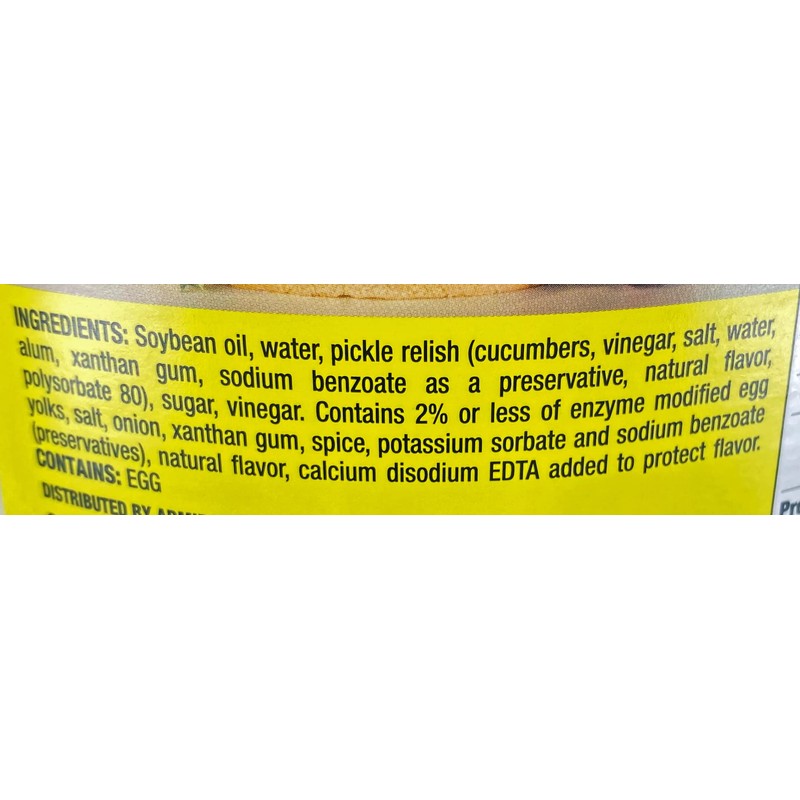 INGREDIENTS: Soybean oil, water, pickle relish (cucumbers, vinegar, salt, water,
alum, xanthan gum, sodium benzoate as a preservative, natural flavor,
polysorbate 80), sugar, vinegar. Contains 2% or less of enzyme modified egg
yolks, salt, onion, xanthan gum, spice, potassium sorbate and sodium benzoate
(preservatives), natural flavor, calcium disodium EDTA added to protect flavor.
CONTAINS: EGG
DISTRIBUTED BY